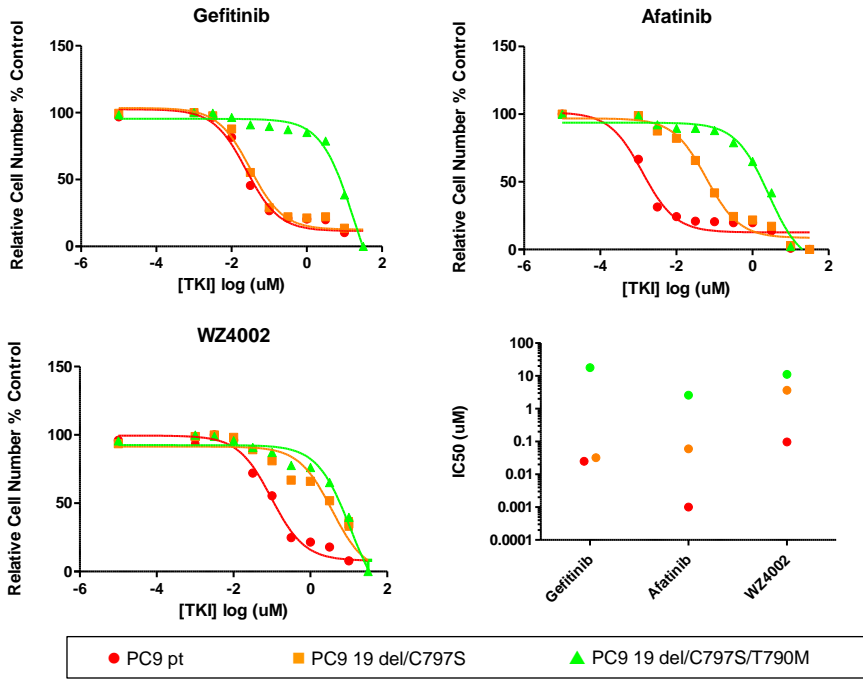 Gefitinib
Relative Cell Number % Control
150
100
50
0
-6 -4 -2 0 2
[TKI] log (uM)
Afatinib
Relative Cell Number % Control
150
100
50
0
-6 -4 -2 0 2
[TKI] log (uM)
WZ4002
Relative Cell Number % Control
150
100
50
0
-6 -4 -2 0 2
[TKI] log (uM)
IC50 (uM)
100
10
1
0.1
0.01
0.001
0.0001
Gefitinib Afatinib WZ4002
PC9 pt PC9 19 del/C797S PC9 19 del/C797S/T790M